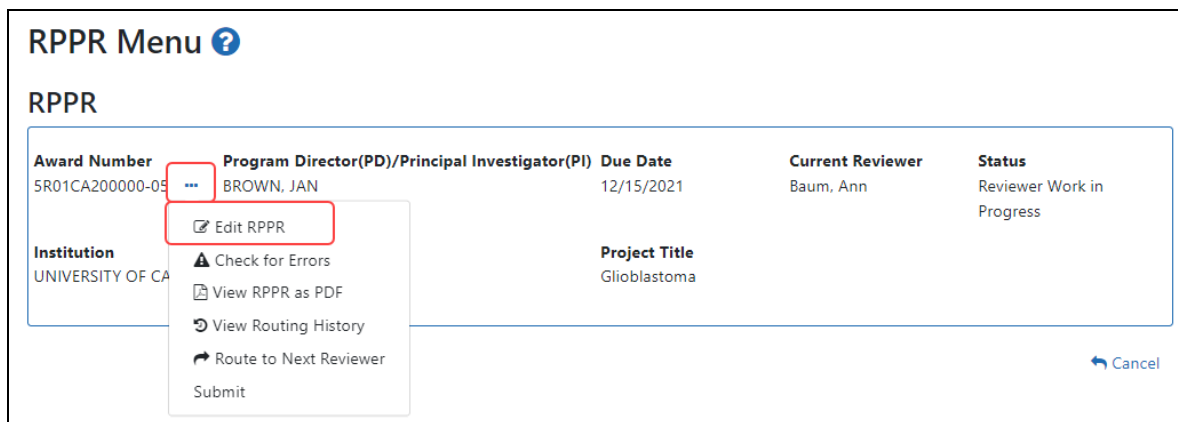 RPPR Menu ?
RPPR
Award Number Program Director(PD)/Principal Investigator(PI) Due Date Current Reviewer Status
5R01CA200000-05 ... BROWN, JAN 12/15/2021 Baum, Ann Reviewer Work in
Progress
Edit RPPR
Institution Project Title
UNIVERSITY OF CA Glioblastoma
Check for Errors
View RPPR as PDF
View Routing History
Route to Next Reviewer
Submit
Cancel